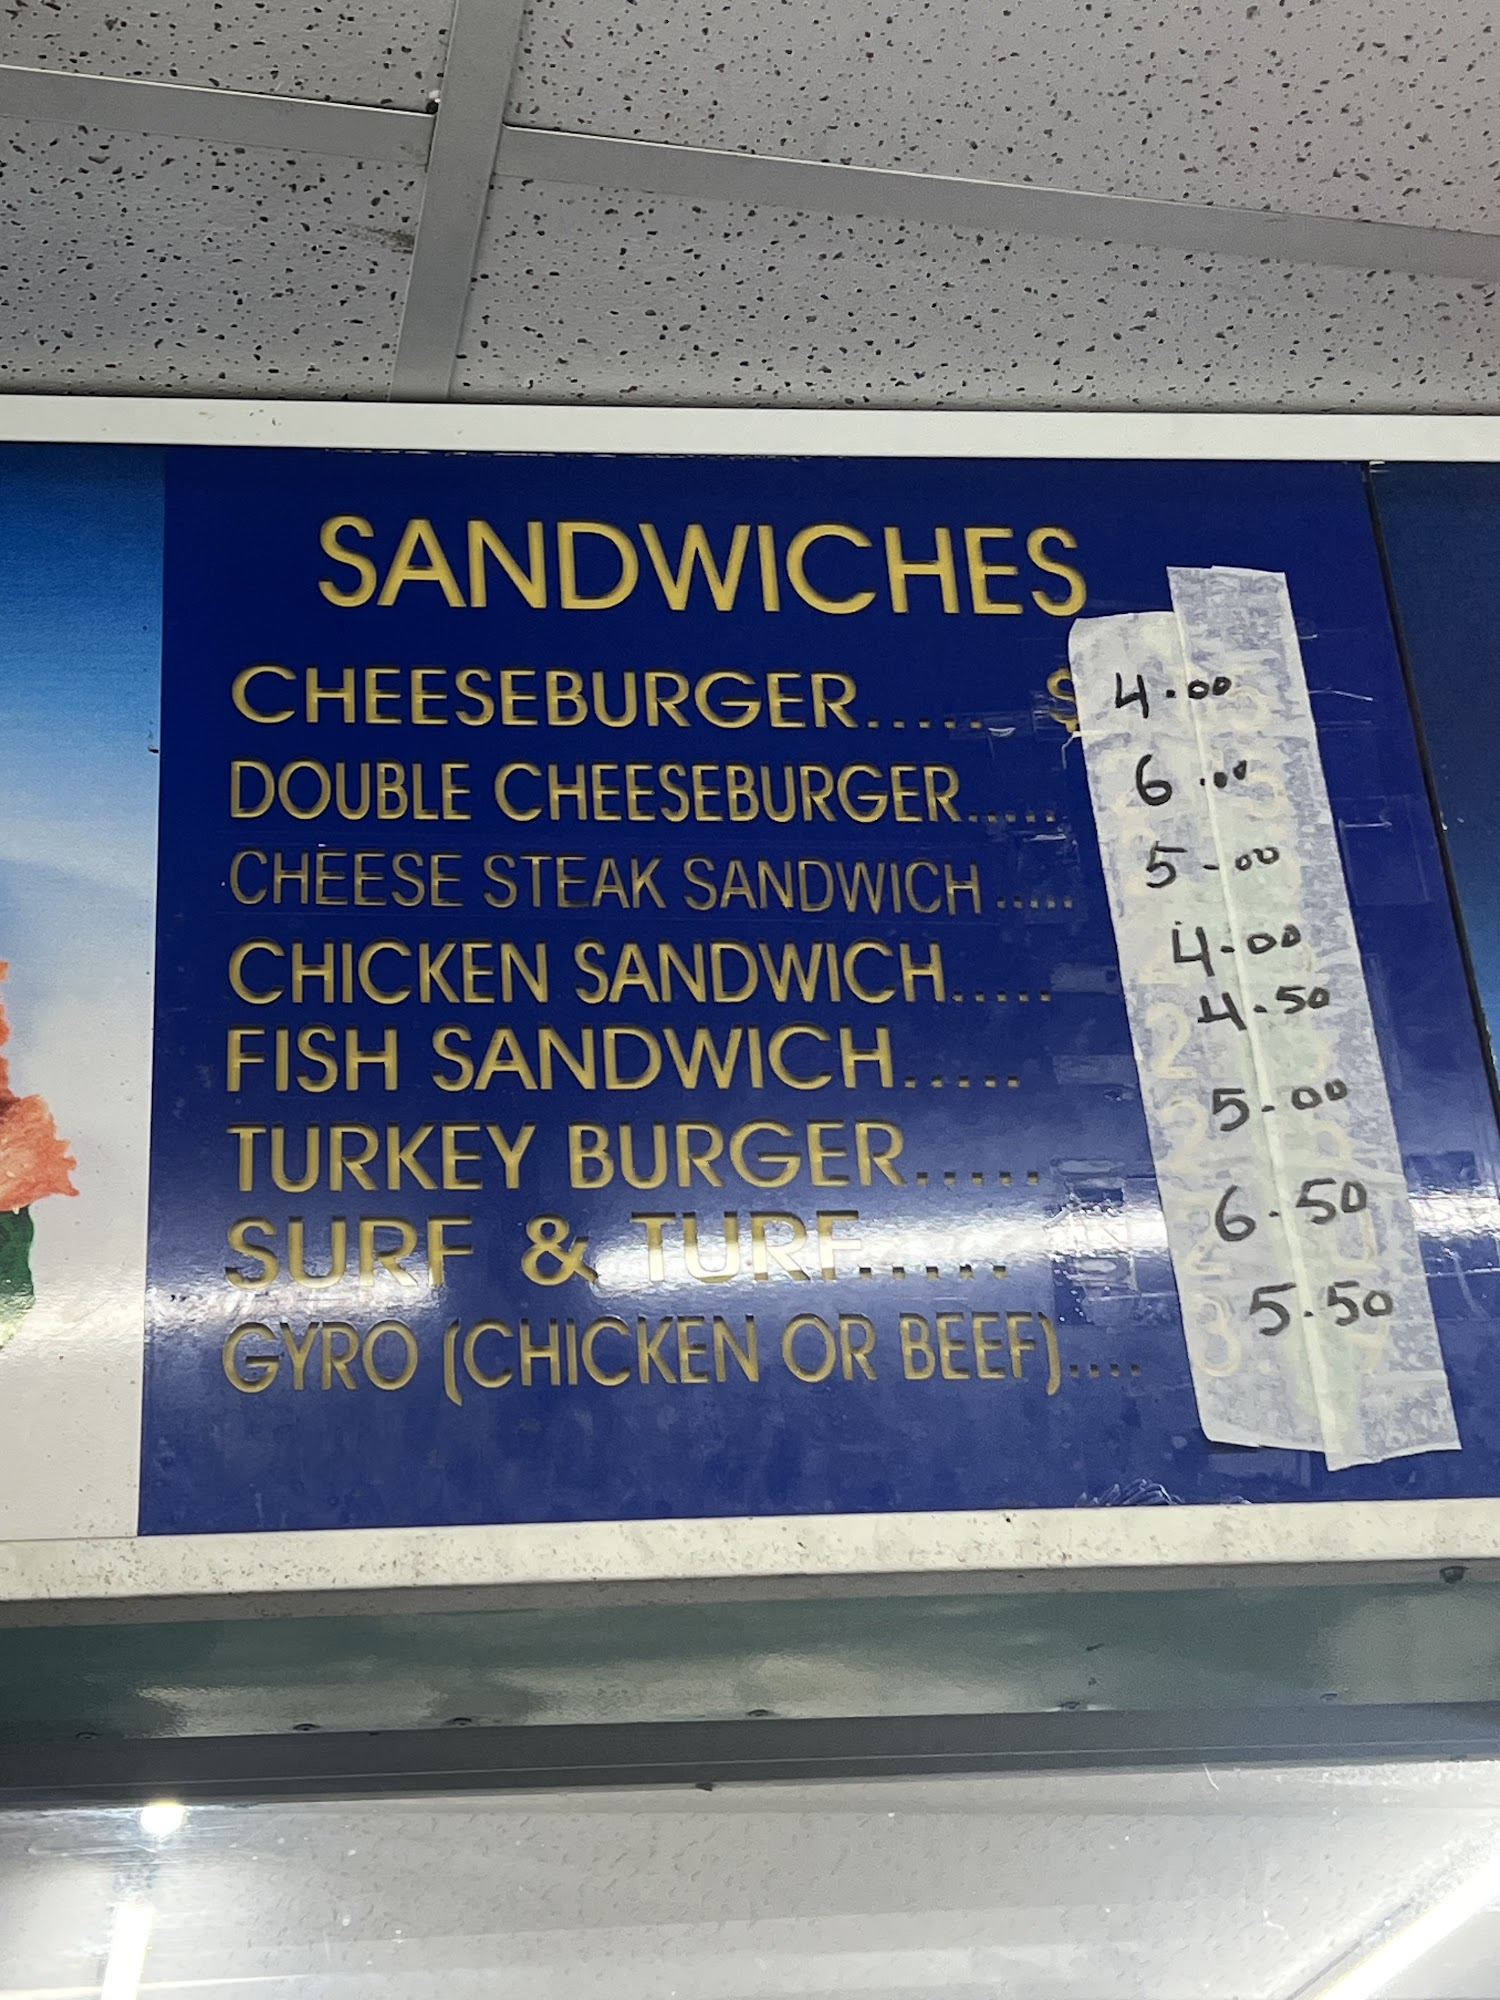 SANDWICHES
CHEESEBURGER..... $ 4.00
DOUBLE CHEESEBURGER..... 6.00
CHEESE STEAK SANDWICH ..... 5-00
CHICKEN SANDWICH..... 4-00
FISH SANDWICH..... 4.50
TURKEY BURGER..... 5-00
SURF & TURF..... 6.50
GYRO (CHICKEN OR BEEF).... 5.50